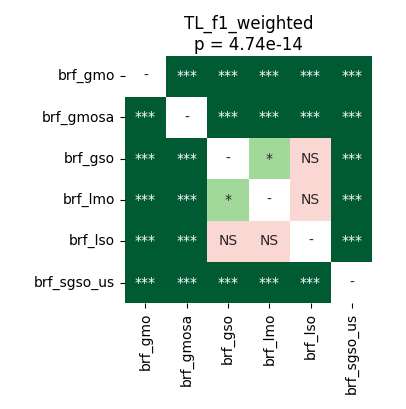 TL_f1_weighted
p = 4.74e-14
brf_gmo - *** *** *** *** ***
brf_gmosa *** - *** *** *** ***
brf_gso *** *** - * NS ***
brf_lmo *** *** * - NS ***
brf_lso *** *** NS NS - ***
brf_sgso_us *** *** *** *** *** -
brf_gmo
brf_gmosa
brf_gso
brf_lmo
brf_lso
brf_sgso_us